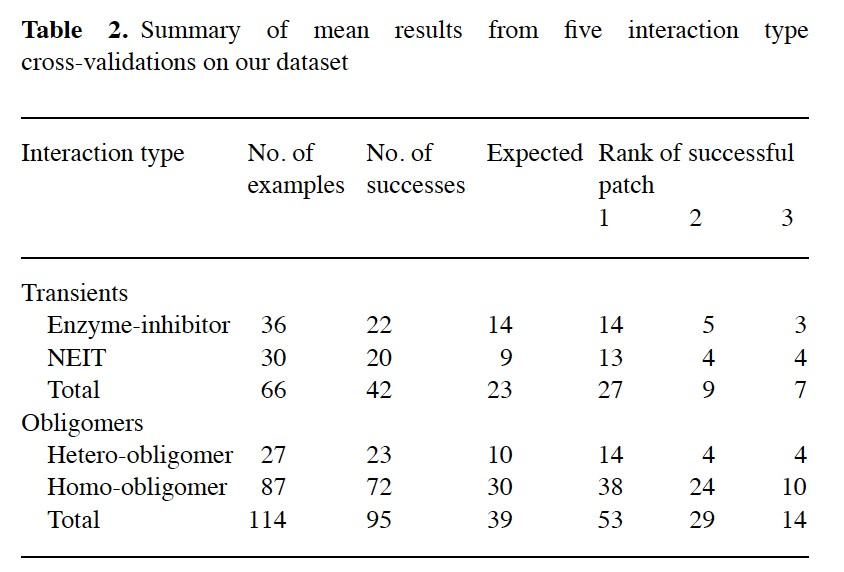 Table 2. Summary of mean results from five interaction type
cross-validations on our dataset
Interaction type No. of No. of Expected Rank of successful
examples successes patch
1 2 3
Transients
Enzyme-inhibitor 36 22 14 14 5 3
NEIT 30 20 9 13 4 4
Total 66 42 23 27 9 7
Obligomers
Hetero-obligomer 27 23 10 14 4 4
Homo-obligomer 87 72 30 38 24 10
Total 114 95 39 53 29 14